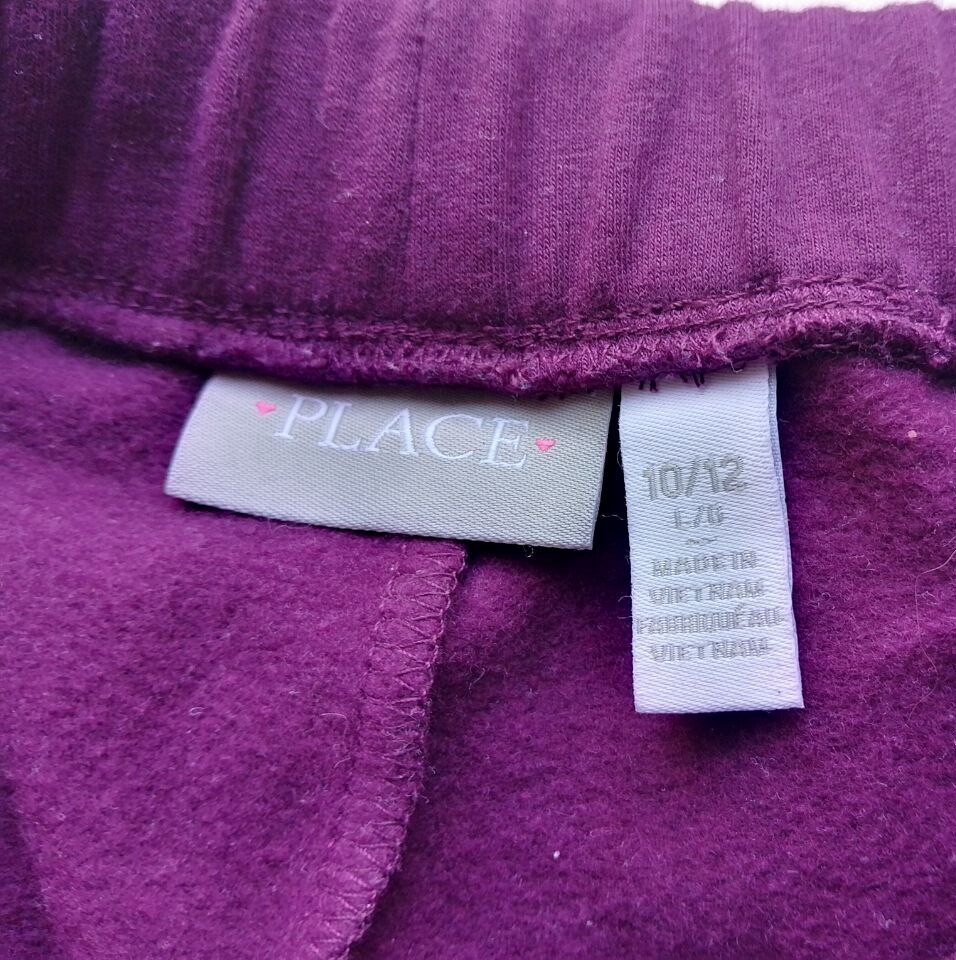 PLACE
10/12
L/G
MADE IN
VIETNAM
FABRIQUÉ AU
VIETNAM